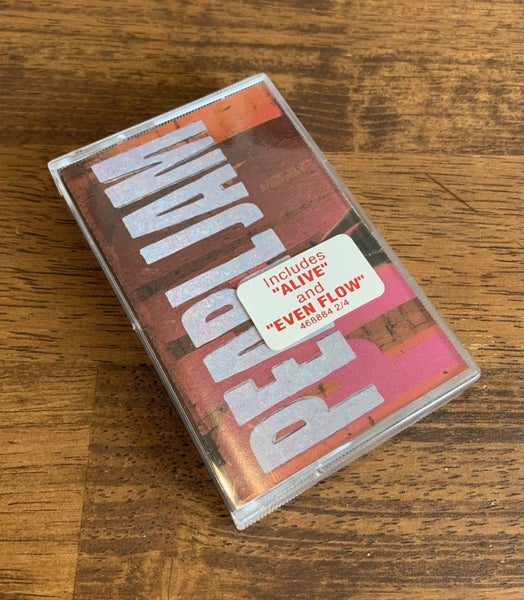 PEARL JAM
Includes
"ALIVE"
and
"EVEN FLOW"
468884 2/4